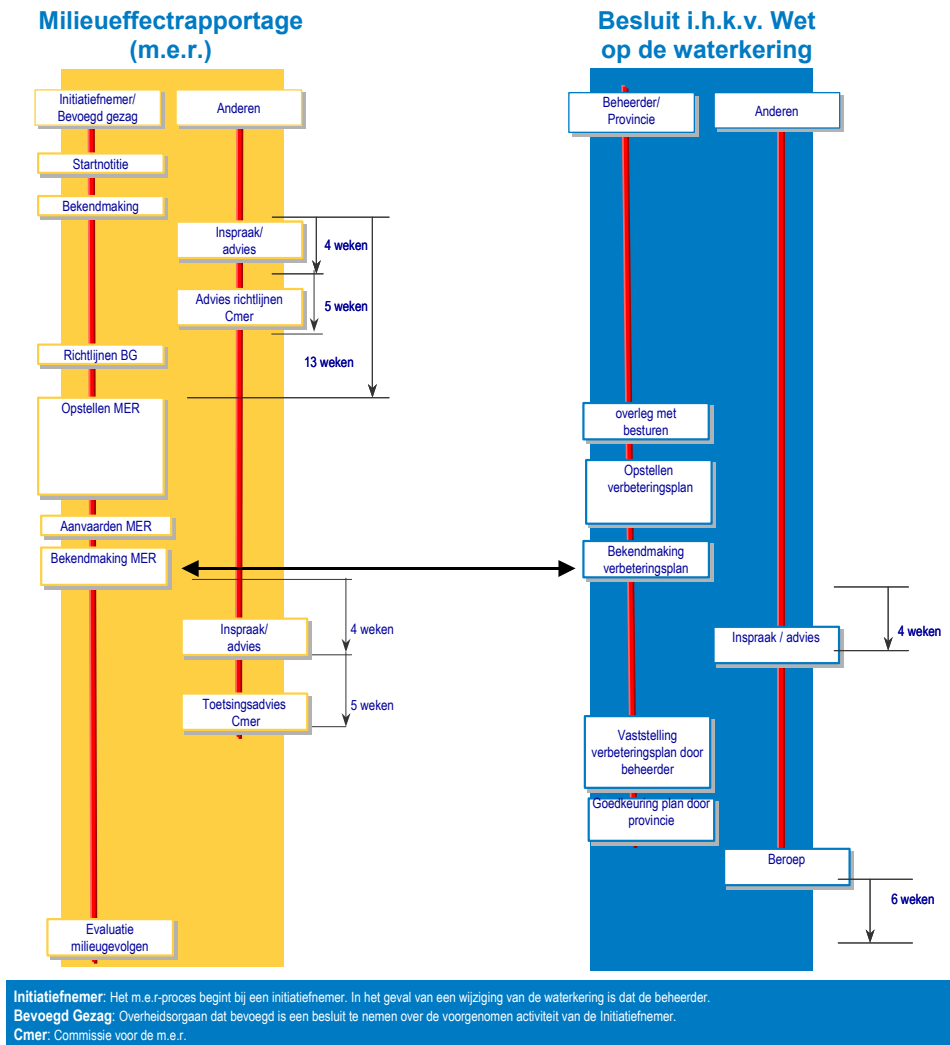 Milieueffectrapportage
(m.e.r.)
Initiatiefnemer/
Bevoegd gezag
Anderen
Startnotitie
Bekendmaking
Inspraak/
advies
4 weken
Advies richtlijnen
Cmer
5 weken
13 weken
Richtlijnen BG
Opstellen MER
Aanvaarden MER
Bekendmaking MER
Inspraak/
advies
4 weken
Toetsingsadvies
Cmer
5 weken
Evaluatie
milieugevolgen
Besluit i.h.k.v. Wet
op de waterkering
Beheerder/
Provincie
Anderen
overleg met
besturen
Opstellen
verbeteringsplan
Bekendmaking
verbeteringsplan
Inspraak / advies
4 weken
Vaststelling
verbeteringsplan door
beheerder
Goedkeuring plan door
provincie
Beroep
6 weken
Initiatiefnemer: Het m.e.r-proces begint bij een initiatiefnemer. In het geval van een wijziging van de waterkering is dat de beheerder.
Bevoegd Gezag: Overheidsorgaan dat bevoegd is een besluit te nemen over de voorgenomen activiteit van de Initiatiefnemer.
Cmer: Commissie voor de m.e.r.